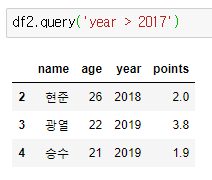 df2.query('year > 2017')
name age year points
2 현준 26 2018 2.0
3 광열 22 2019 3.8
4 승수 21 2019 1.9